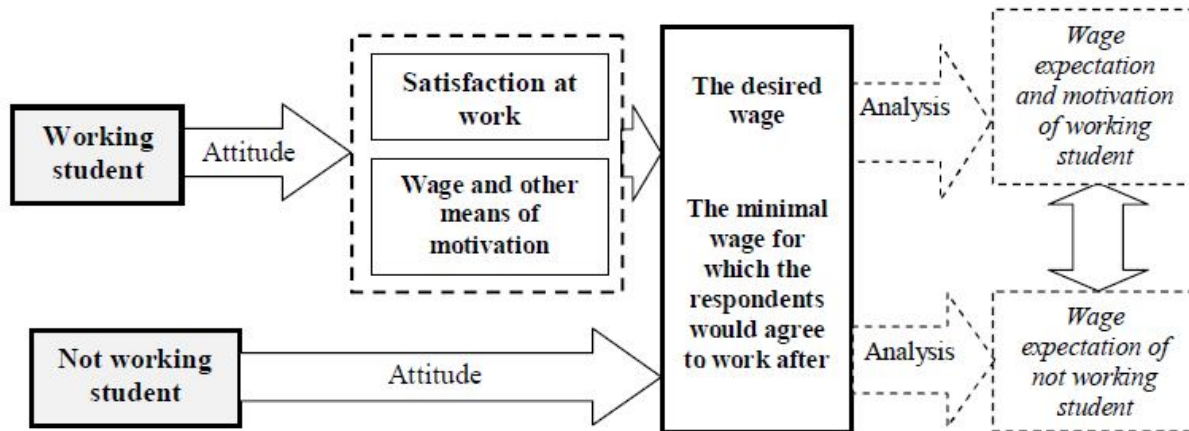 Working
student
Attitude
Satisfaction at
work
Wage and other
means of
motivation
Not working
student
Attitude
The desired
wage
The minimal
wage for
which the
respondents
would agree
to work after
Analysis
Wage
expectation
and motivation
of working
student
Analysis
Wage
expectation of
not working
student